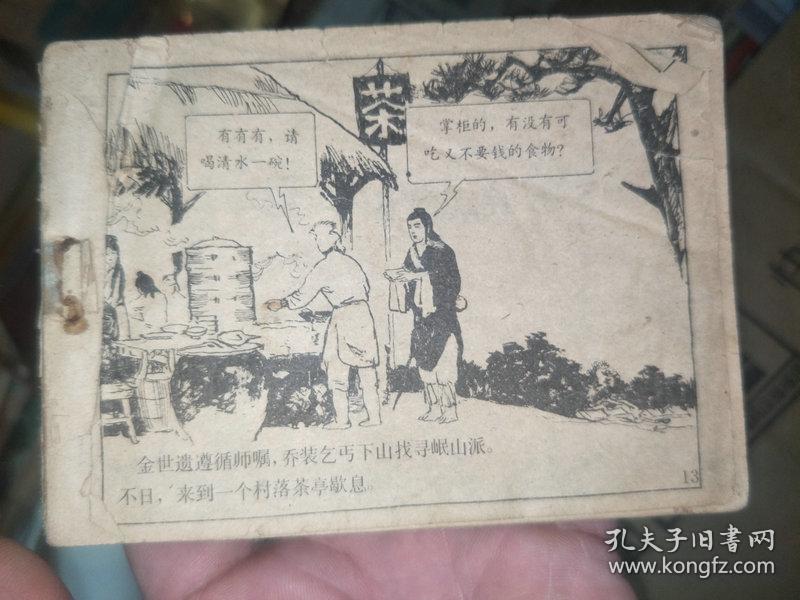 茶
有有有，请
喝清水一碗！
掌柜的，有没有可
吃又不要钱的食物？
金世遗遵循师嘱，乔装乞丐下山找寻岷山派。
不日，来到一个村落茶亭歇息。
13
孔夫子旧书网
www.kongfz.com